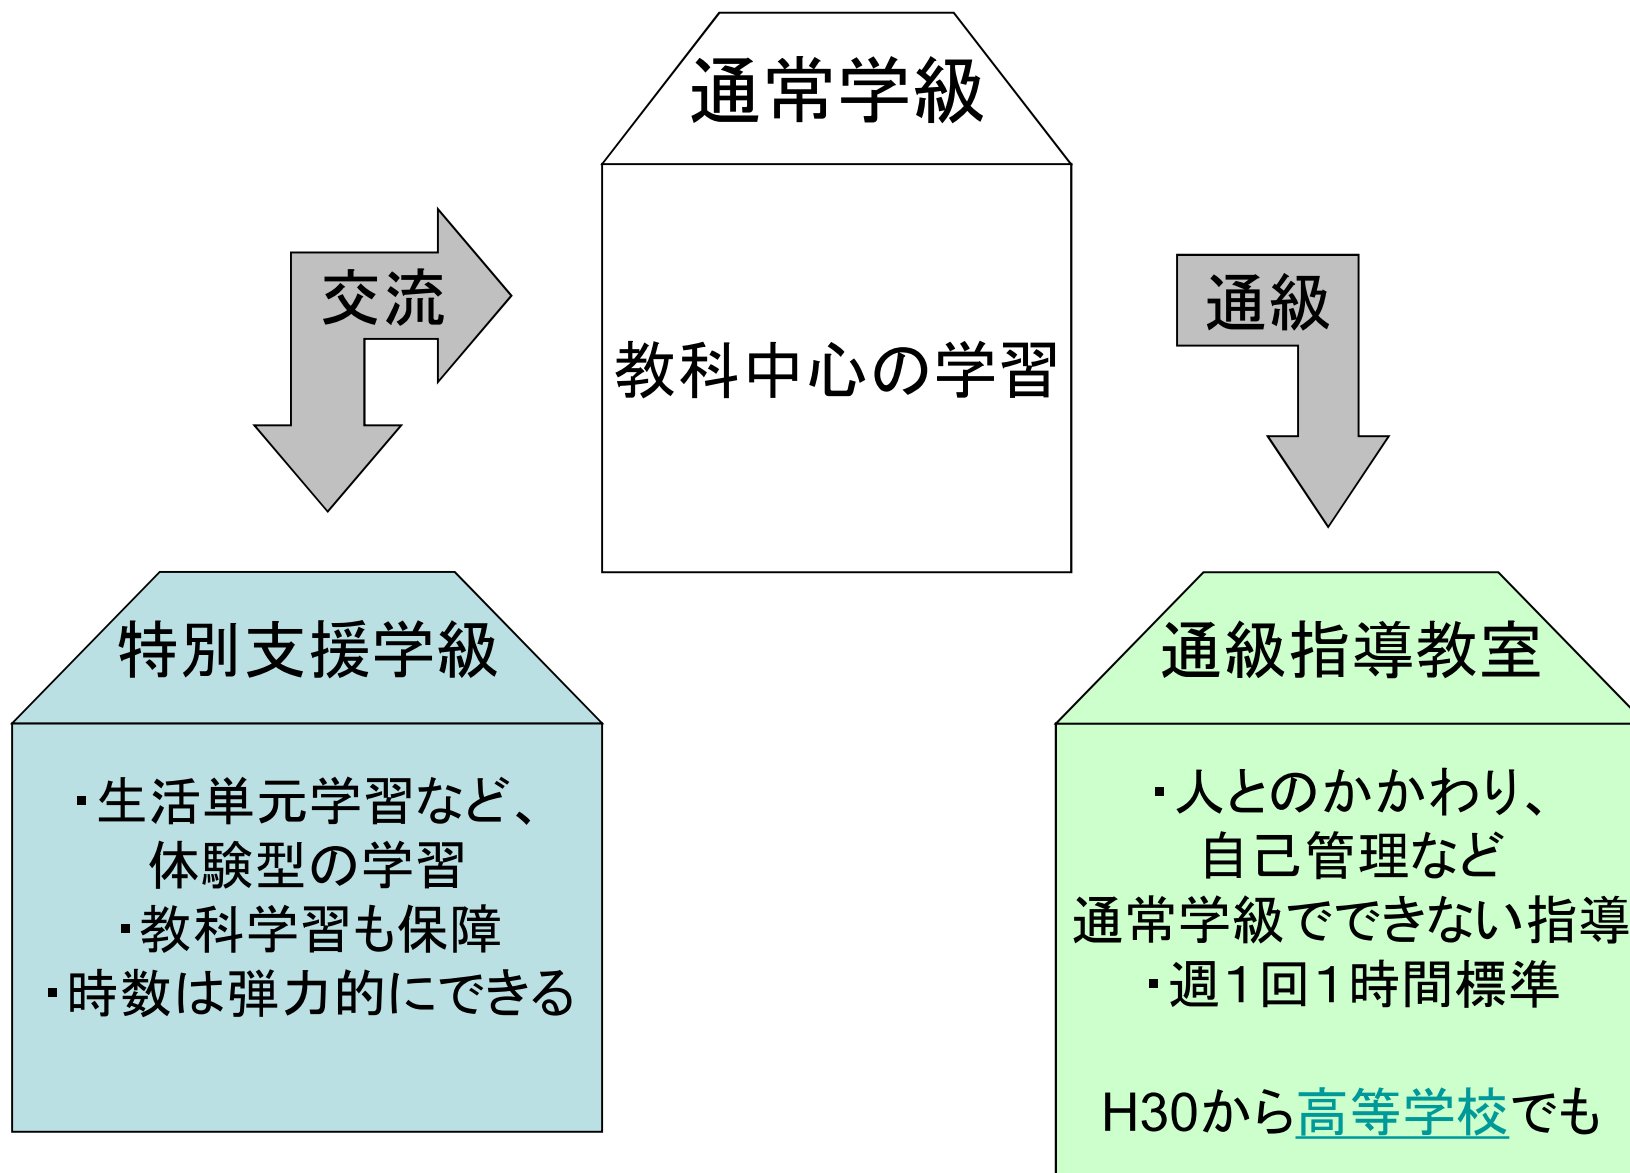 通常学級
教科中心の学習
交流
通級
特別支援学級
・生活単元学習など、
体験型の学習
・教科学習も保障
・時数は弾力的にできる
通級指導教室
・人とのかかわり、
自己管理など
通常学級でできない指導
・週１回１時間標準
H30から高等学校でも